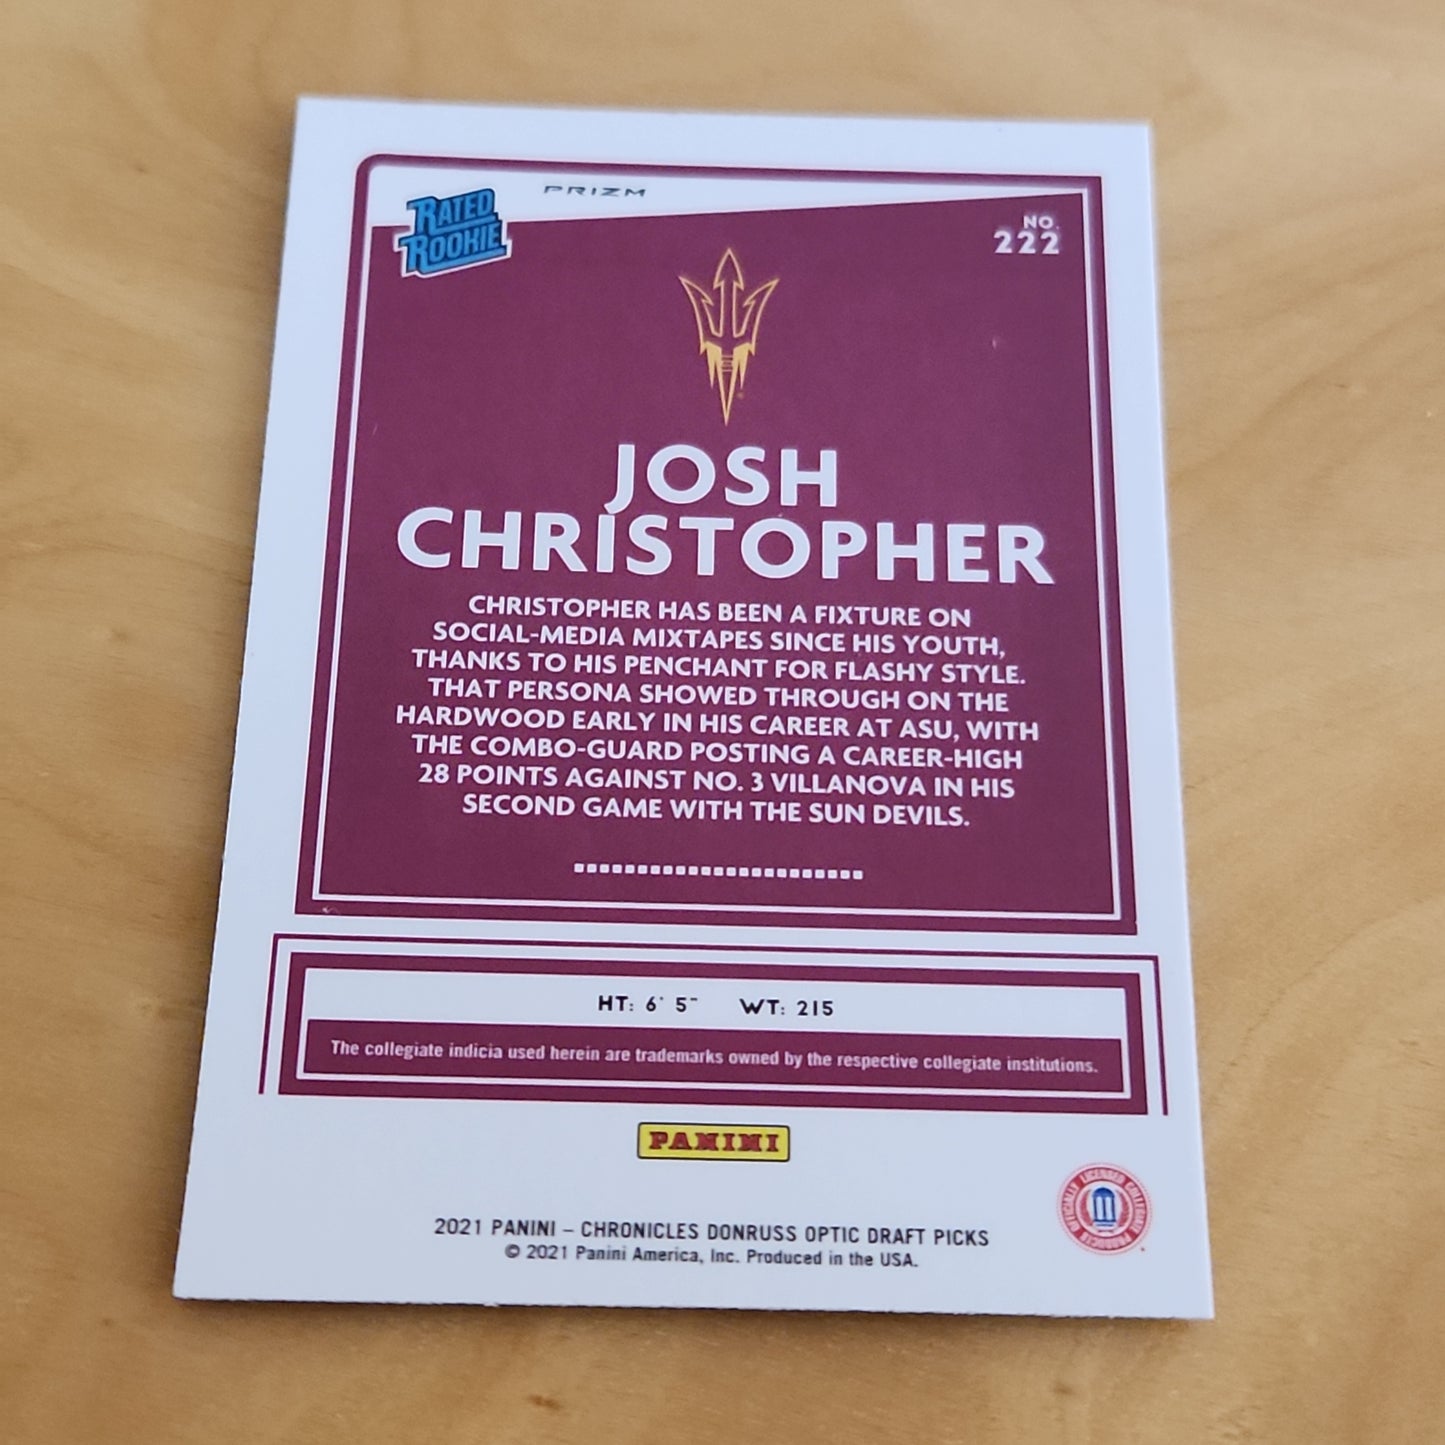 RATED
ROOKIE
PRIZM
NO.
222
JOSH
CHRISTOPHER
CHRISTOPHER HAS BEEN A FIXTURE ON
SOCIAL-MEDIA MIXTAPES SINCE HIS YOUTH,
THANKS TO HIS PENCHANT FOR FLASHY STYLE.
THAT PERSONA SHOWED THROUGH ON THE
HARDWOOD EARLY IN HIS CAREER AT ASU, WITH
THE COMBO-GUARD POSTING A CAREER-HIGH
28 POINTS AGAINST NO. 3 VILLANOVA IN HIS
SECOND GAME WITH THE SUN DEVILS.
HT: 6' 5" WT: 215
The collegiate indicia used herein are trademarks owned by the respective collegiate institutions.
PANINI
OFFICIALLY LICENSED COLLEGIATE PRODUCTS
2021 PANINI – CHRONICLES DONRUSS OPTIC DRAFT PICKS
© 2021 Panini America, Inc. Produced in the USA.